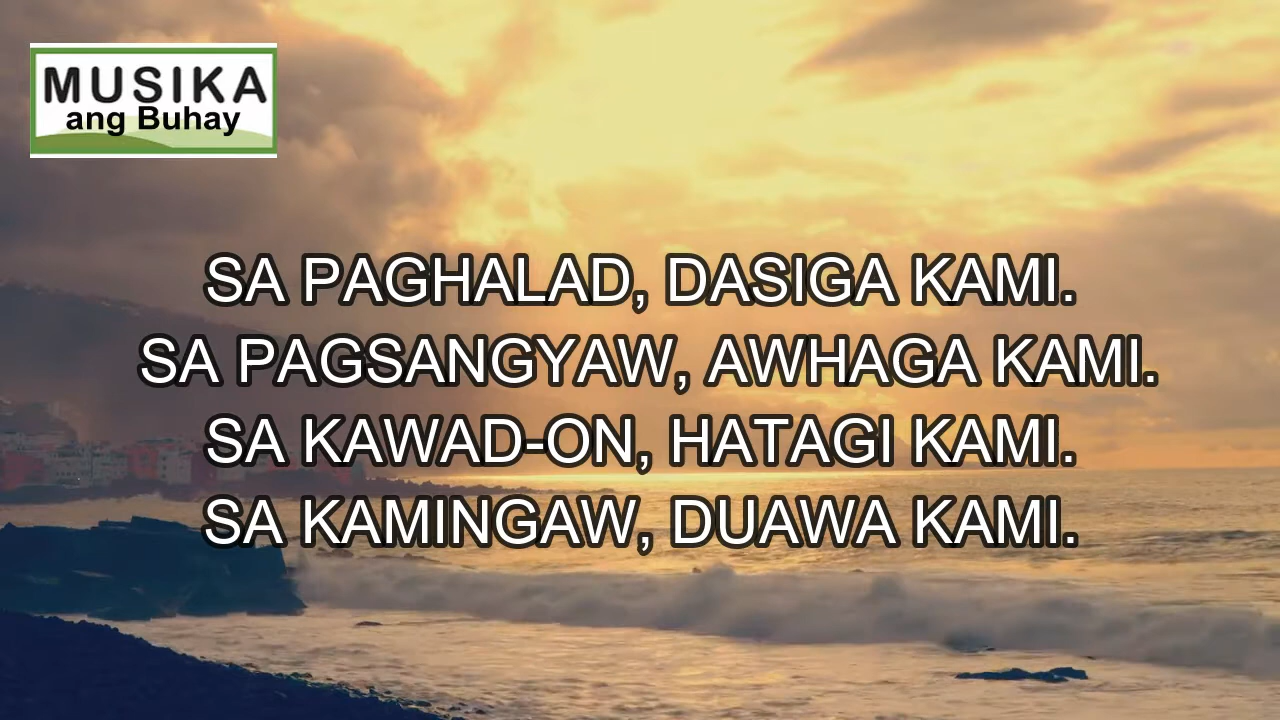 MUSIKA
ang Buhay
SA PAGHALAD, DASIGA KAMI.
SA PAGSANGYAW, AWHAGA KAMI.
SA KAWAD-ON, HATAGI KAMI.
SA KAMINGAW, DUAWA KAMI.